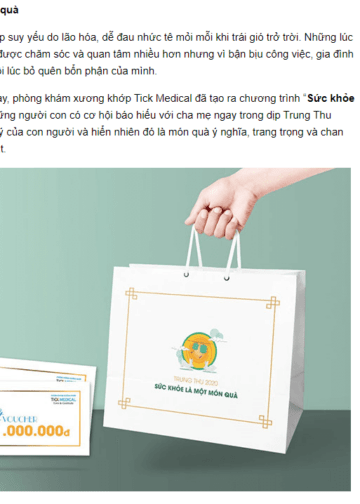 quà
p suy yếu do lão hóa, dễ đau nhức tê mỏi mỗi khi trái gió trở trời. Những lúc
được chăm sóc và quan tâm nhiều hơn nhưng vì bận bịu công việc, gia đình
i lúc bỏ quên bổn phận của mình.
ay, phòng khám xương khớp Tick Medical đã tạo ra chương trình “Sức khỏe
ững người con có cơ hội báo hiếu với cha mẹ ngay trong dịp Trung Thu
ý của con người và hiển nhiên đó là món quà ý nghĩa, trang trọng và chan
t.
TRUNG THU 2020
SỨC KHỎE LÀ MỘT MÓN QUÀ
TICK MEDICAL
TICK MEDICAL
VOUCHER
.000.000đ